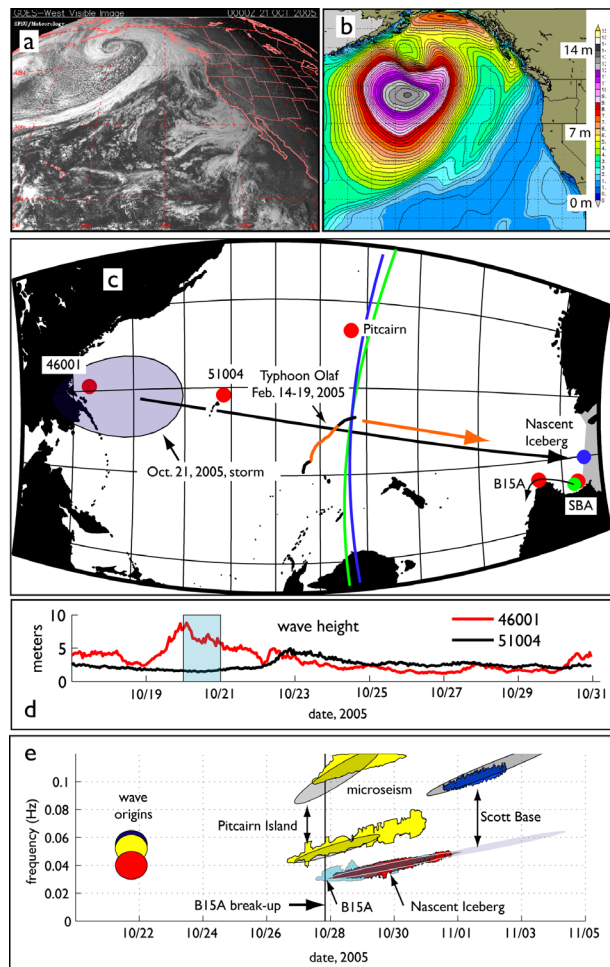 GOES-West Visible Image 0000Z 21 OCT 2005
a
b
14 m
7 m
0 m
c
Pitcairn
46001
51004
Typhoon Olaf
Feb. 14-19, 2005
Nascent
Iceberg
Oct. 21, 2005, storm
B15A
SBA
10
5
0
meters
wave height
46001
51004
10/19
10/21
10/23
10/25
10/27
10/29
10/31
d
date, 2005
e
0.1
0.08
0.06
0.04
0.02
0
frequency (Hz)
wave
origins
microseism
Pitcairn Island
Scott Base
B15A break-up
B15A
Nascent Iceberg
10/22
10/24
10/26
10/28
10/30
11/01
11/03
11/05
date, 2005